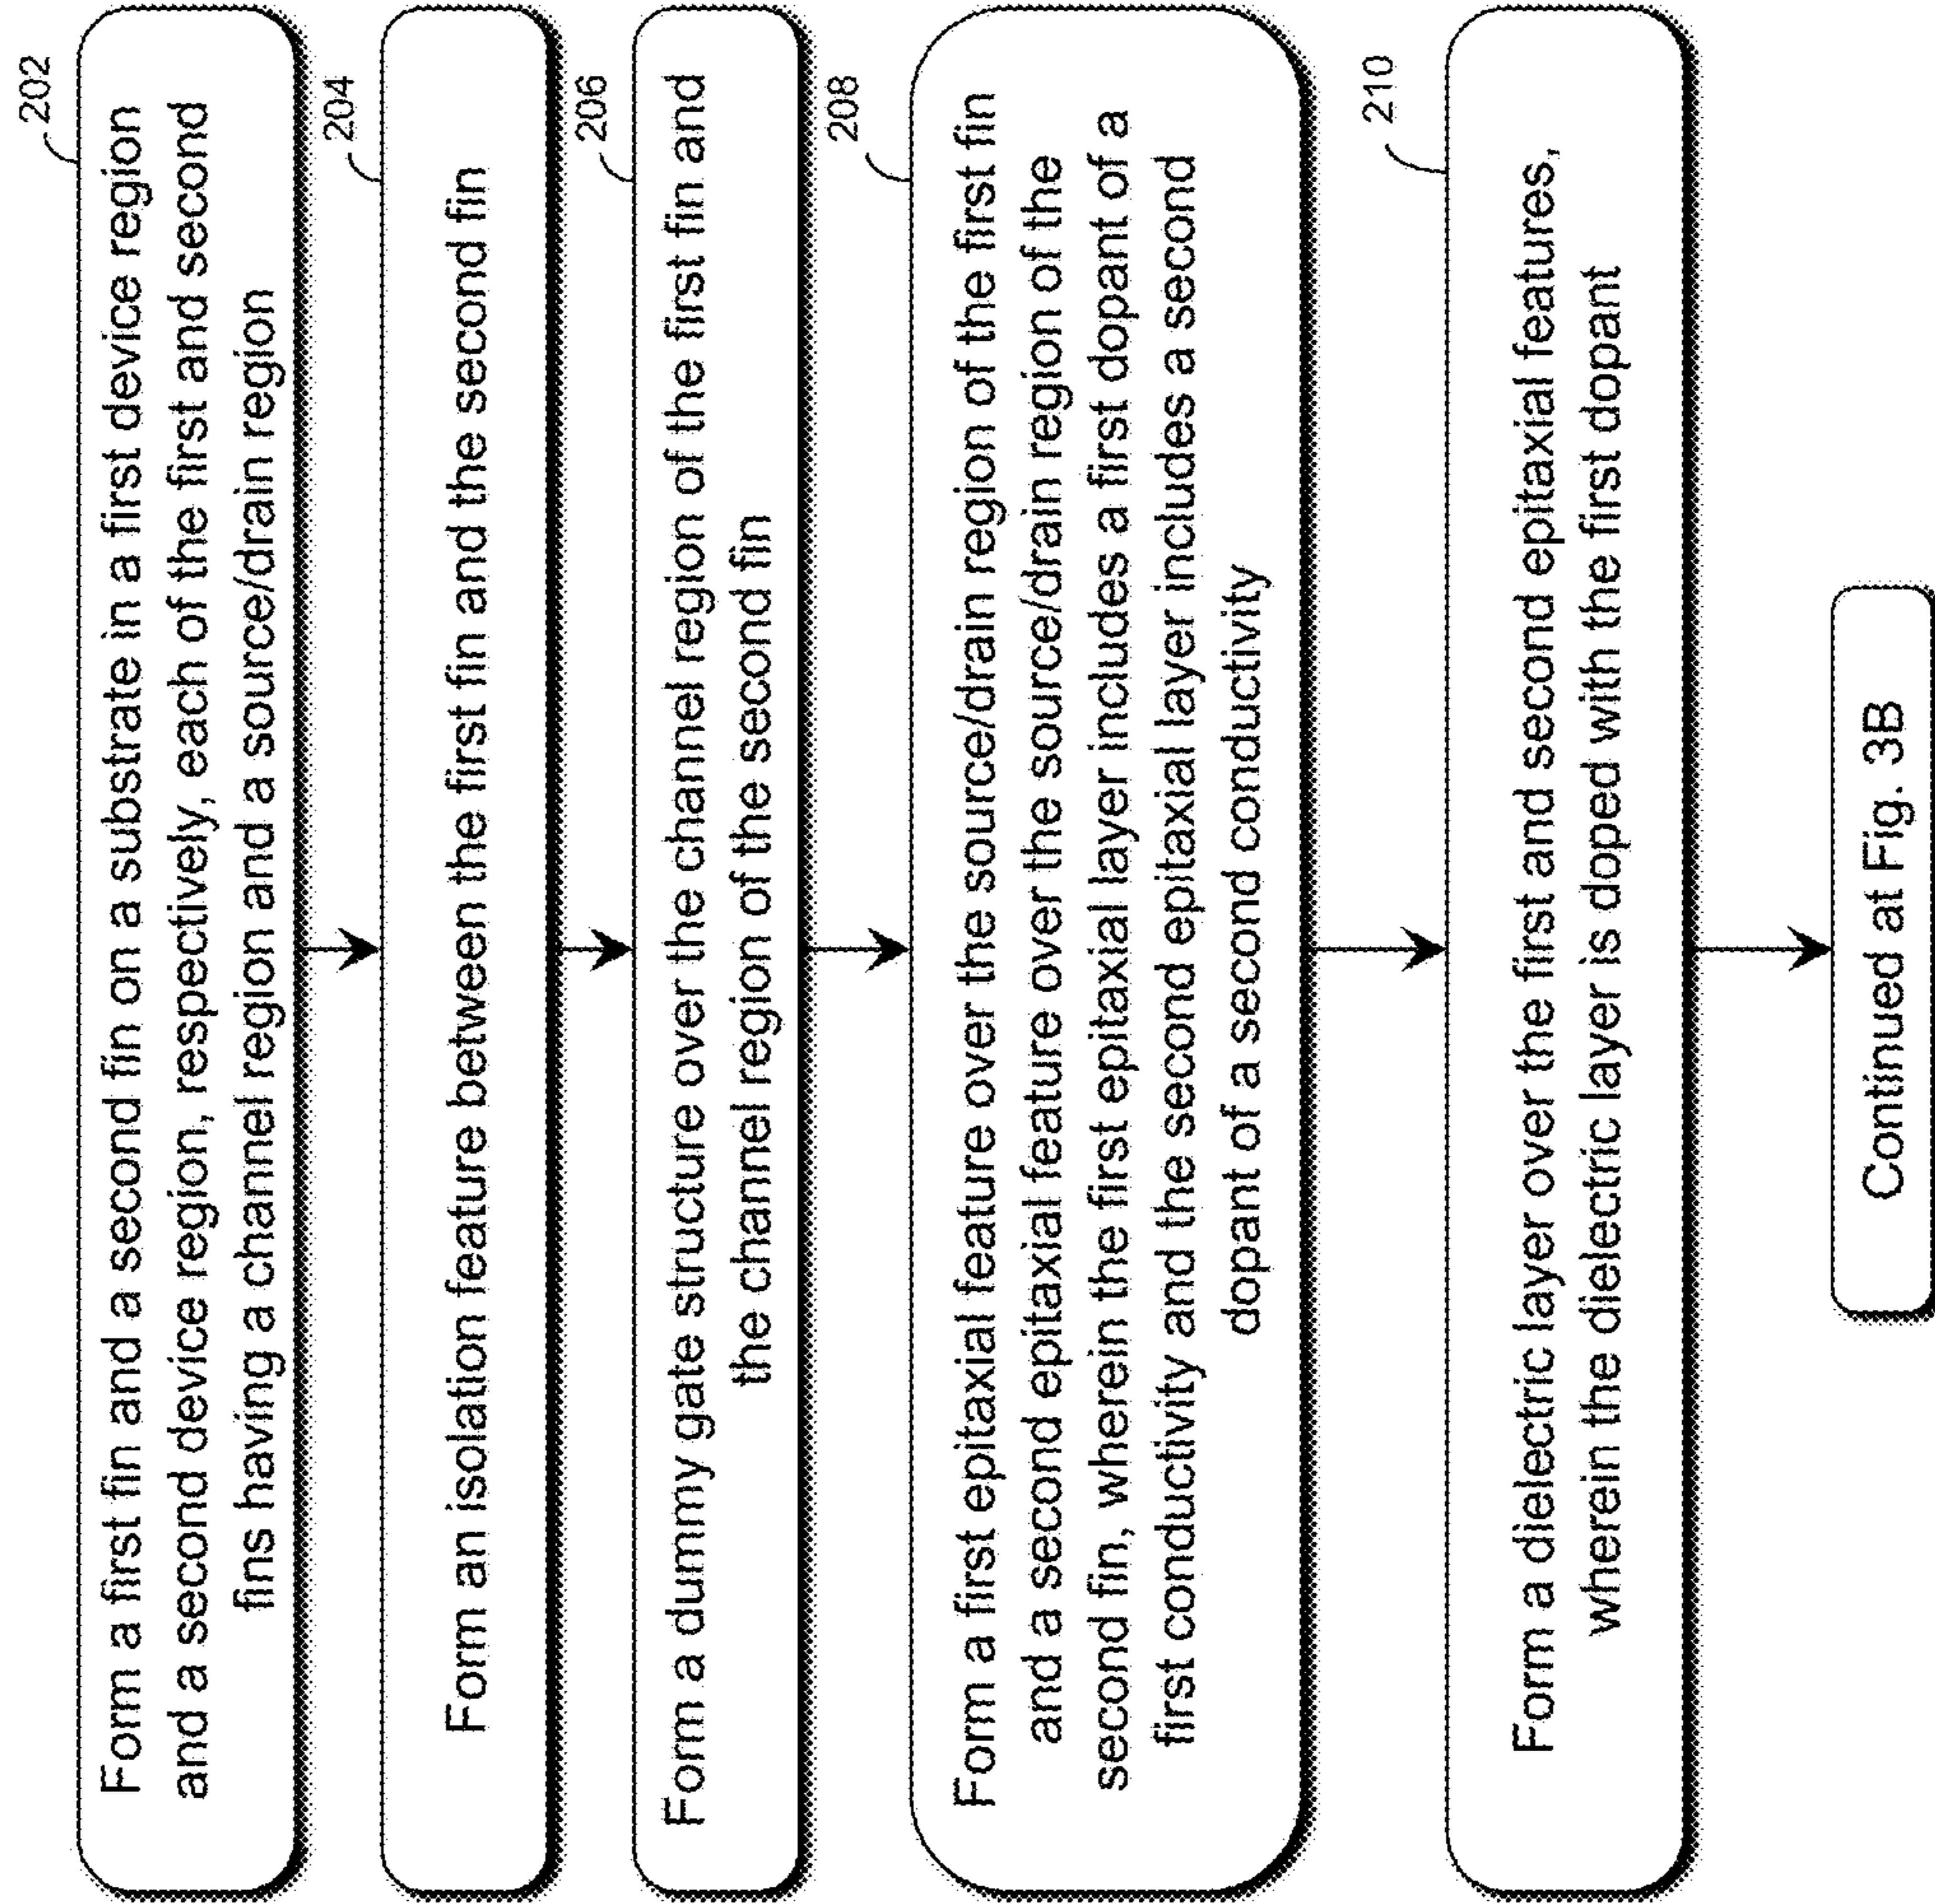 202
Form a first fin and a second fin on a substrate in a first device region
and a second device region, respectively, each of the first and second
fins having a channel region and a source/drain region
204
Form an isolation feature between the first fin and the second fin
206
Form a dummy gate structure over the channel region of the first fin and
the channel region of the second fin
208
Form a first epitaxial feature over the source/drain region of the first fin
and a second epitaxial feature over the source/drain region of the
second fin, wherein the first epitaxial layer includes a first dopant of a
first conductivity and the second epitaxial layer includes a second
dopant of a second conductivity
210
Form a dielectric layer over the first and second epitaxial features,
wherein the dielectric layer is doped with the first dopant
Continued at Fig. 3B